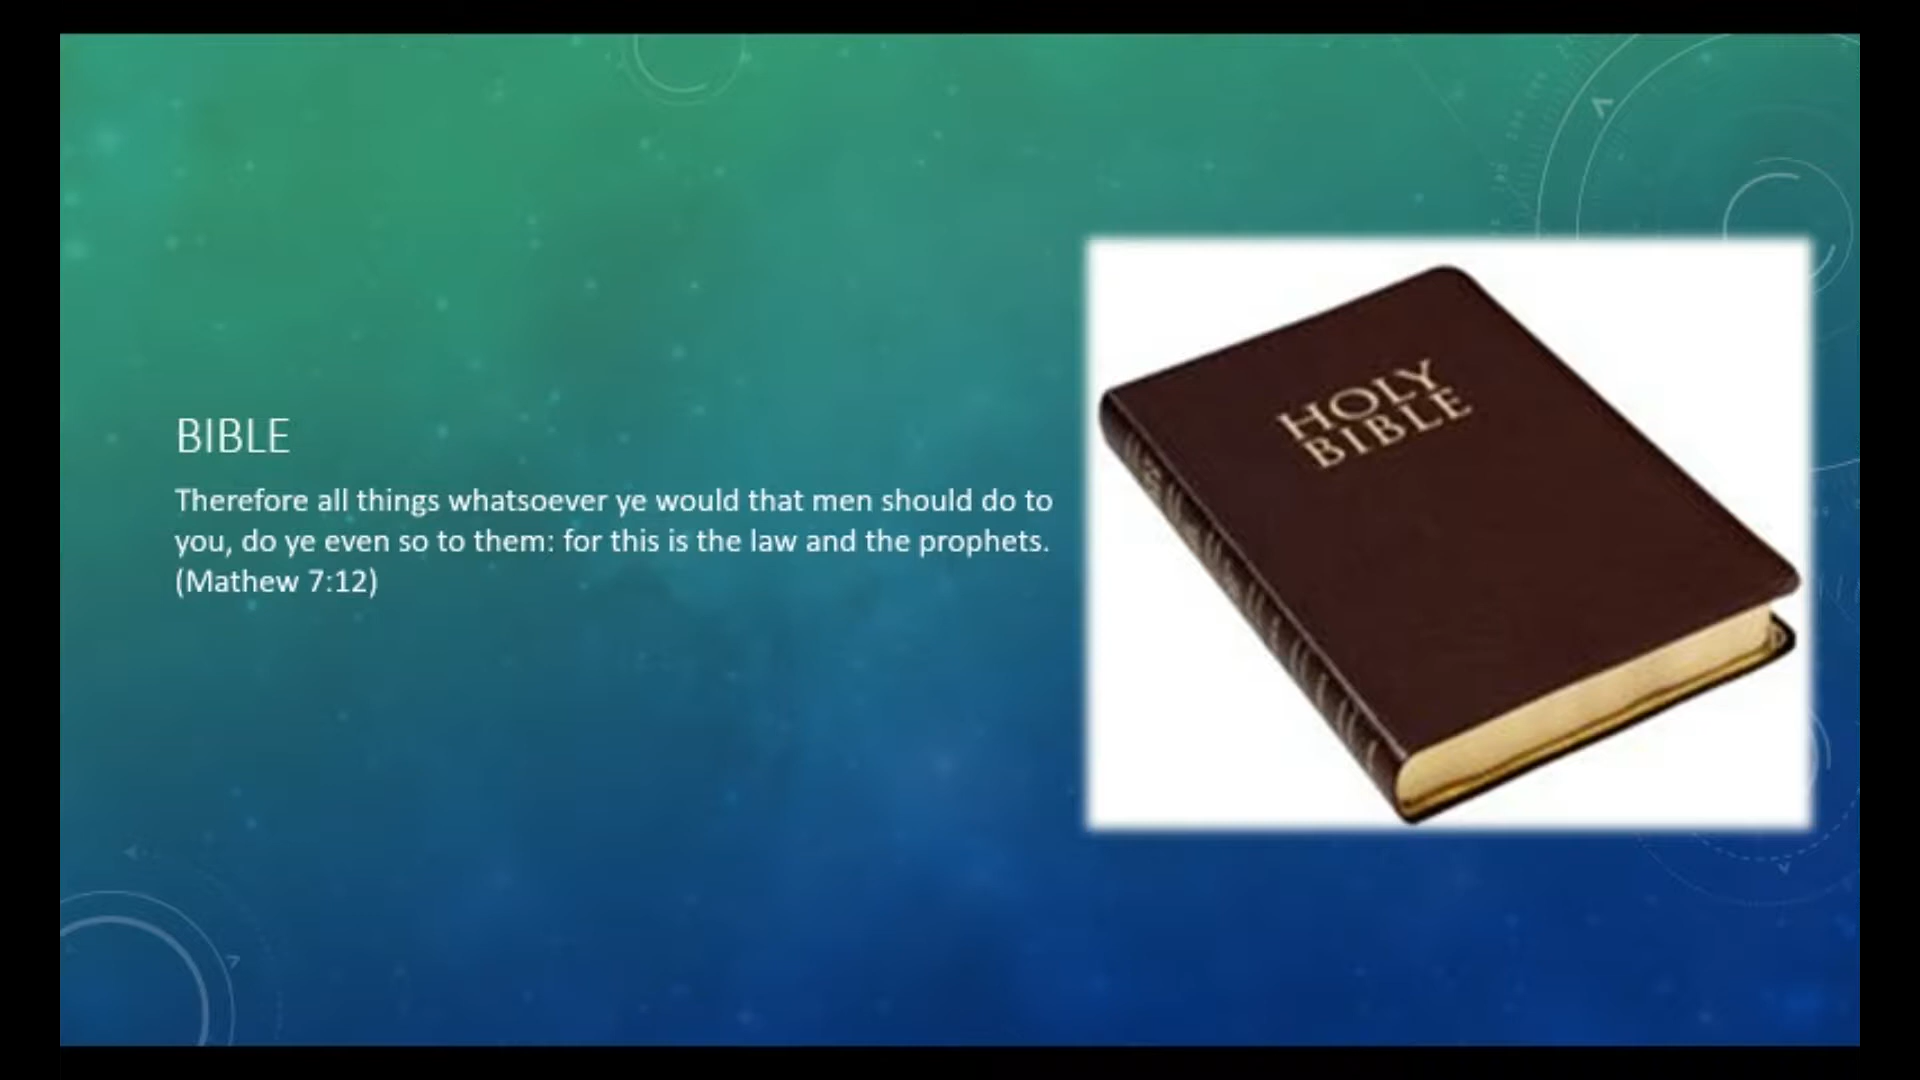 BIBLE
Therefore all things whatsoever ye would that men should do to
you, do ye even so to them: for this is the law and the prophets.
(Mathew 7:12)
HOLY
BIBLE